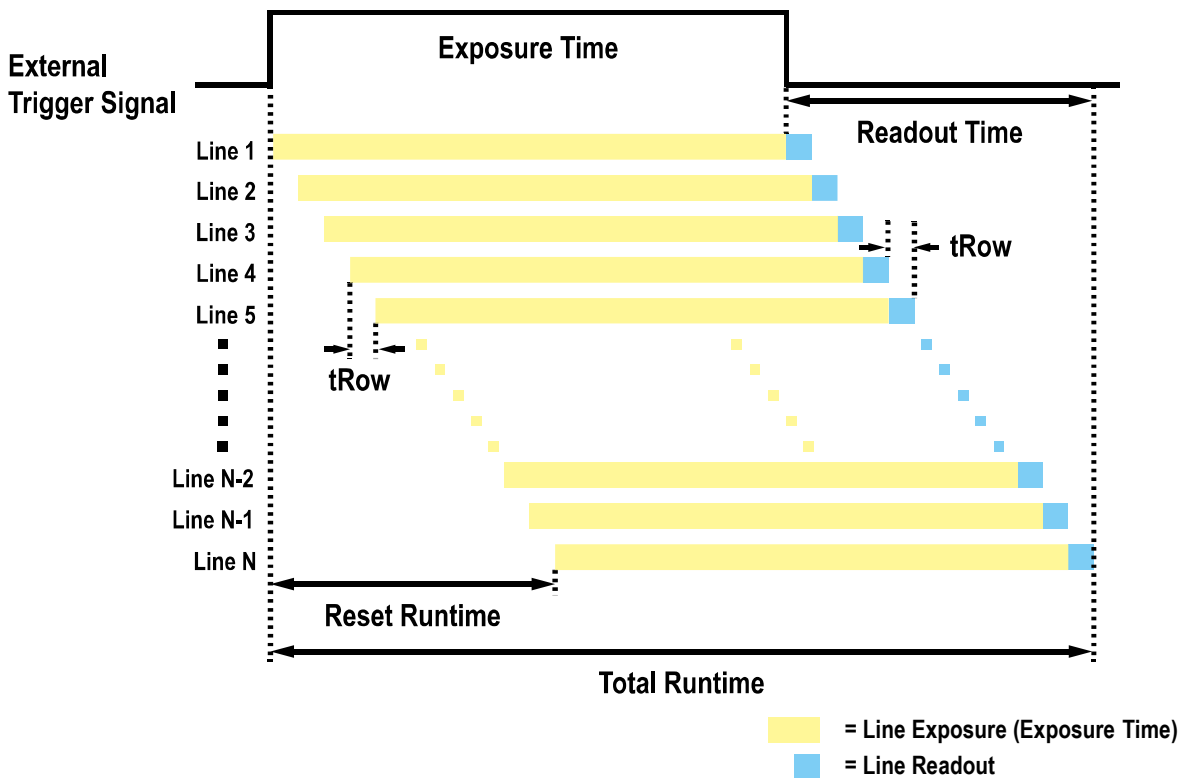 Exposure Time
External
Trigger Signal
Readout Time
Line 1
Line 2
Line 3
tRow
Line 4
Line 5
tRow
Line N-2
Line N-1
Line N
Reset Runtime
Total Runtime
= Line Exposure (Exposure Time)
= Line Readout